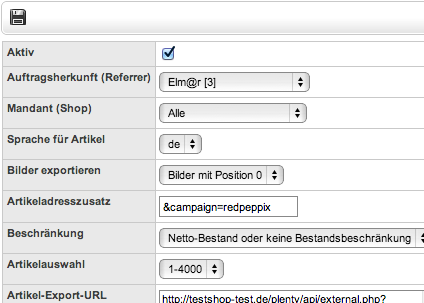 Aktiv
Auftragsherkunft (Referrer) Elm@r [3]
Mandant (Shop) Alle
Sprache für Artikel de
Bilder exportieren Bilder mit Position 0
Artikeladresszusatz &campaign=redpeppix
Beschränkung Netto-Bestand oder keine Bestandsbeschränkung
Artikelauswahl 1-4000
Artikel-Export-URL http://testshop-test.de/plenty/api/external.php?